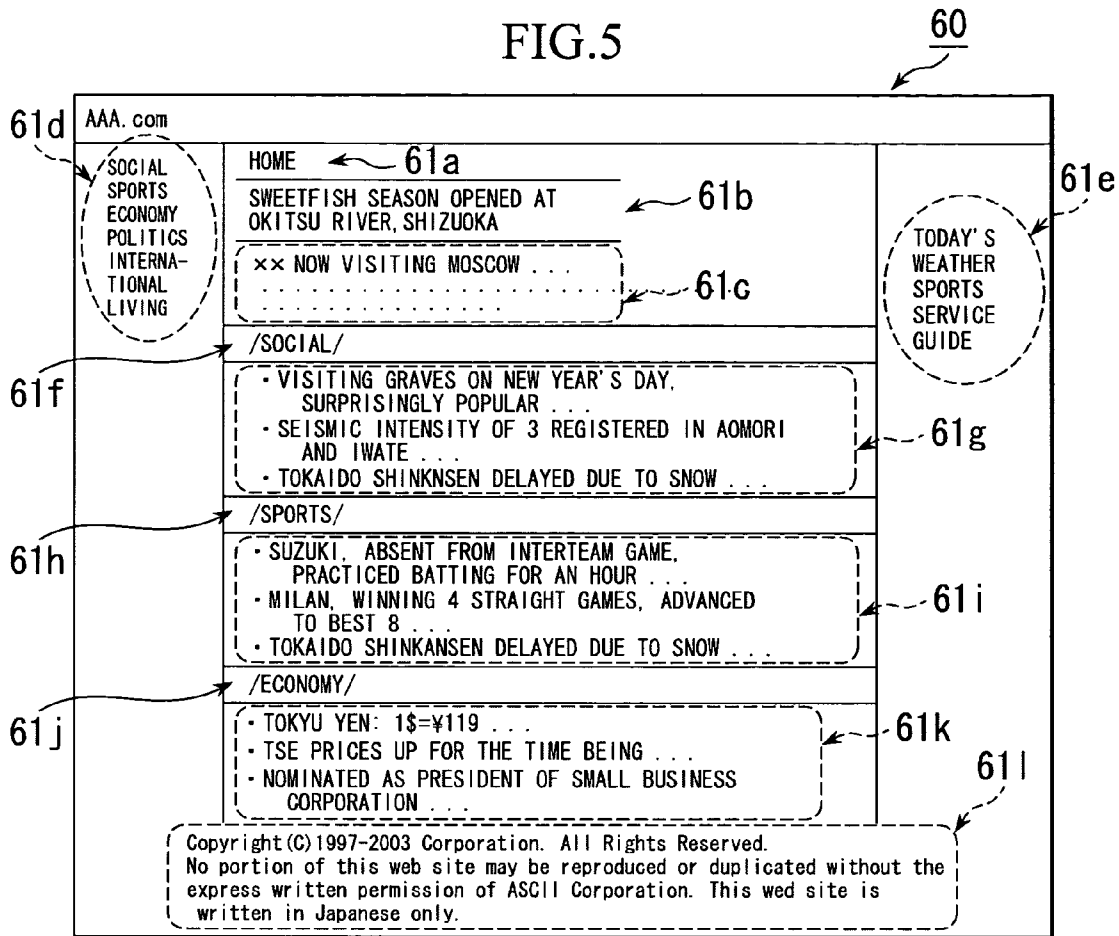 FIG.5
60
AAA.com
61d
SOCIAL
SPORTS
ECONOMY
POLITICS
INTERNA-
TIONAL
LIVING
HOME
61a
SWEETFISH SEASON OPENED AT
OKITSU RIVER, SHIZUOKA
61b
×× NOW VISITING MOSCOW ...
. . . . . . . . . . . . . . . . . . . . . . . . . . . . .
. . . . . . . . . . . . . .
61c
61e
TODAY'S
WEATHER
SPORTS
SERVICE
GUIDE
61f
/SOCIAL/
・VISITING GRAVES ON NEW YEAR'S DAY,
SURPRISINGLY POPULAR ...
・SEISMIC INTENSITY OF 3 REGISTERED IN AOMORI
AND IWATE ...
・TOKAIDO SHINKNSEN DELAYED DUE TO SNOW ...
61g
61h
/SPORTS/
・SUZUKI, ABSENT FROM INTERTEAM GAME,
PRACTICED BATTING FOR AN HOUR ...
・MILAN, WINNING 4 STRAIGHT GAMES, ADVANCED
TO BEST 8 ...
・TOKAIDO SHINKANSEN DELAYED DUE TO SNOW ...
61i
61j
/ECONOMY/
・TOKYU YEN: 1$=¥119 ...
・TSE PRICES UP FOR THE TIME BEING ...
・NOMINATED AS PRESIDENT OF SMALL BUSINESS
CORPORATION ...
61k
61l
Copyright(C)1997-2003 Corporation. All Rights Reserved.
No portion of this web site may be reproduced or duplicated without the
express written permission of ASCII Corporation. This wed site is
written in Japanese only.